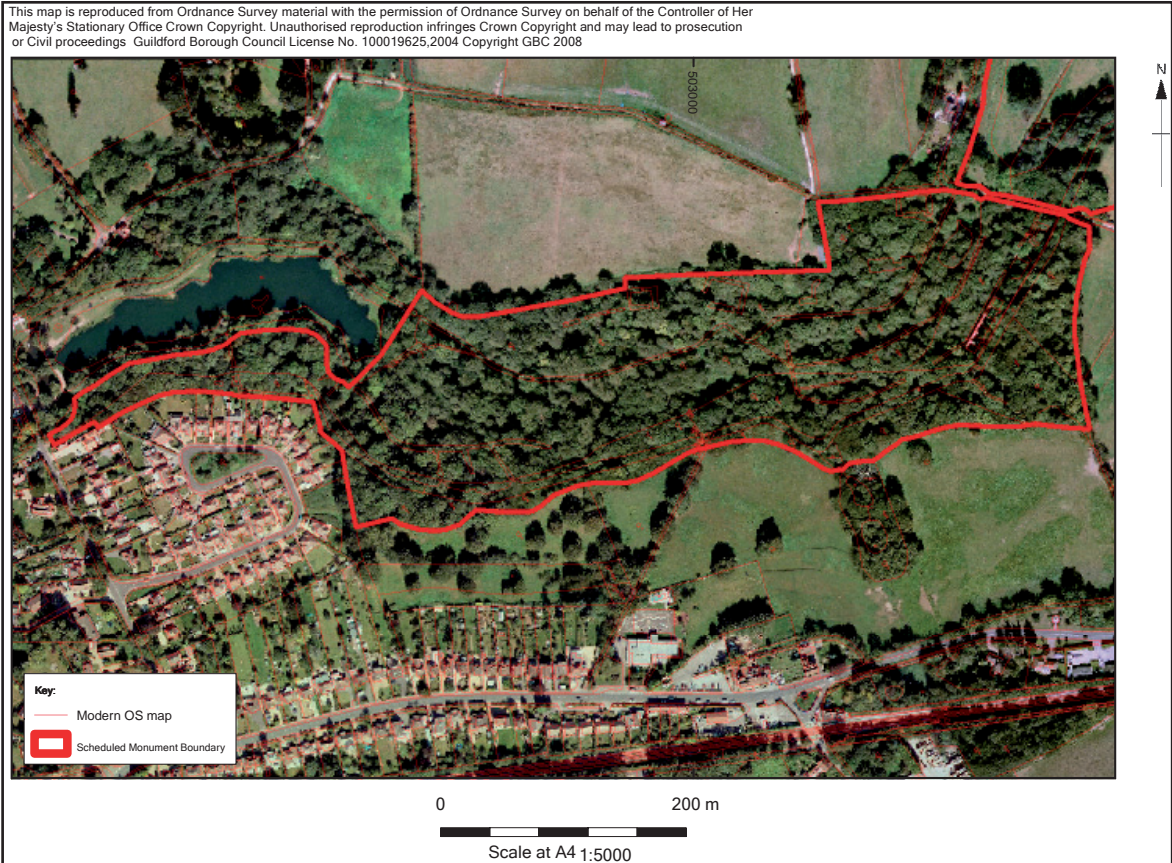 This map is reproduced from Ordnance Survey material with the permission of Ordnance Survey on behalf of the Controller of Her
Majesty's Stationary Office Crown Copyright. Unauthorised reproduction infringes Crown Copyright and may lead to prosecution
or Civil proceedings Guildford Borough Council License No. 100019625,2004 Copyright GBC 2008
503000
N
Key:
Modern OS map
Scheduled Monument Boundary
0 200 m
Scale at A4 1:5000